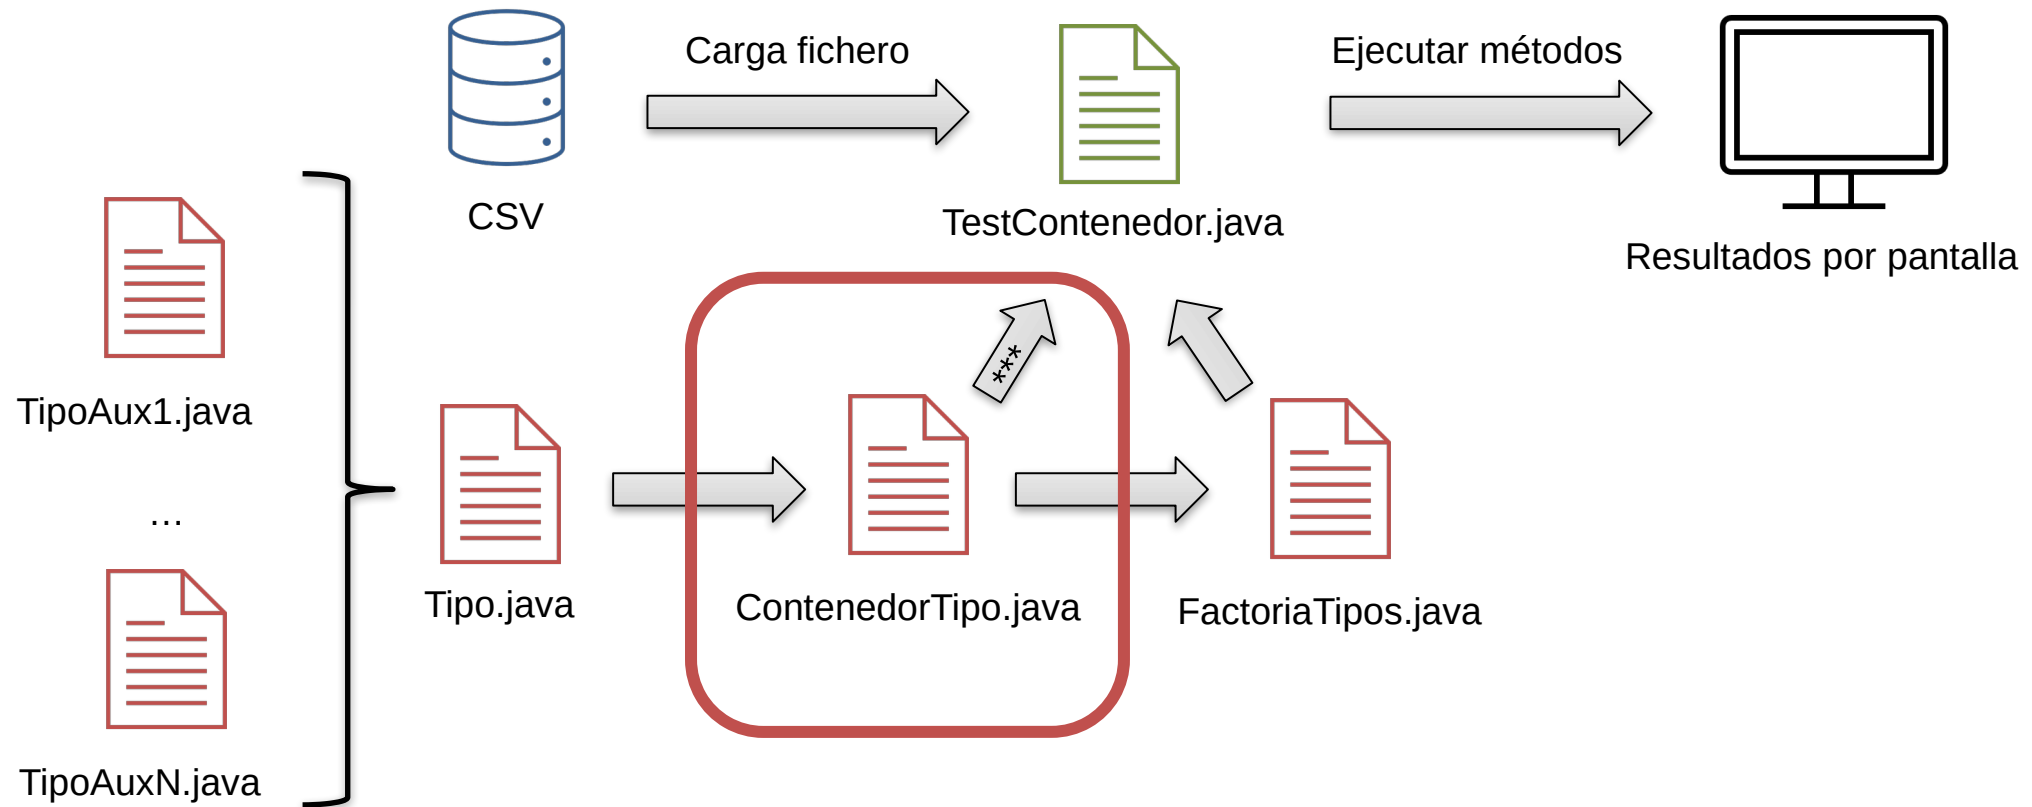 Carga fichero
Ejecutar métodos
CSV
TestContenedor.java
Resultados por pantalla
***
TipoAux1.java
...
Tipo.java
ContenedorTipo.java
FactoriaTipos.java
TipoAuxN.java